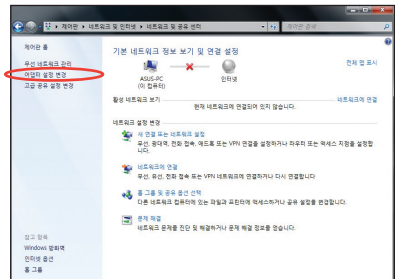 제어판 ▸ 네트워크 및 인터넷 ▸ 네트워크 및 공유 센터
제어판 검색
제어판 홈
무선 네트워크 관리
어댑터 설정 변경
고급 공유 설정 변경
기본 네트워크 정보 보기 및 연결 설정
전체 맵 표시
ASUS-PC
(이 컴퓨터)
인터넷
활성 네트워크 보기
네트워크에 연결
현재 네트워크에 연결되어 있지 않습니다.
네트워크 설정 변경
새 연결 또는 네트워크 설정
무선, 광대역, 전화 접속, 애드혹 또는 VPN 연결을 설정하거나 라우터 또는 액세스 지점을 설정합
니다.
네트워크에 연결
무선, 유선, 전화 접속 또는 VPN 네트워크에 연결하거나 다시 연결합니다.
홈 그룹 및 공유 옵션 선택
다른 네트워크 컴퓨터에 있는 파일과 프린터에 액세스하거나 공유 설정을 변경합니다.
문제 해결
네트워크 문제를 진단 및 해결하거나 문제 해결 정보를 얻습니다.
참고 항목
Windows 방화벽
인터넷 옵션
홈 그룹